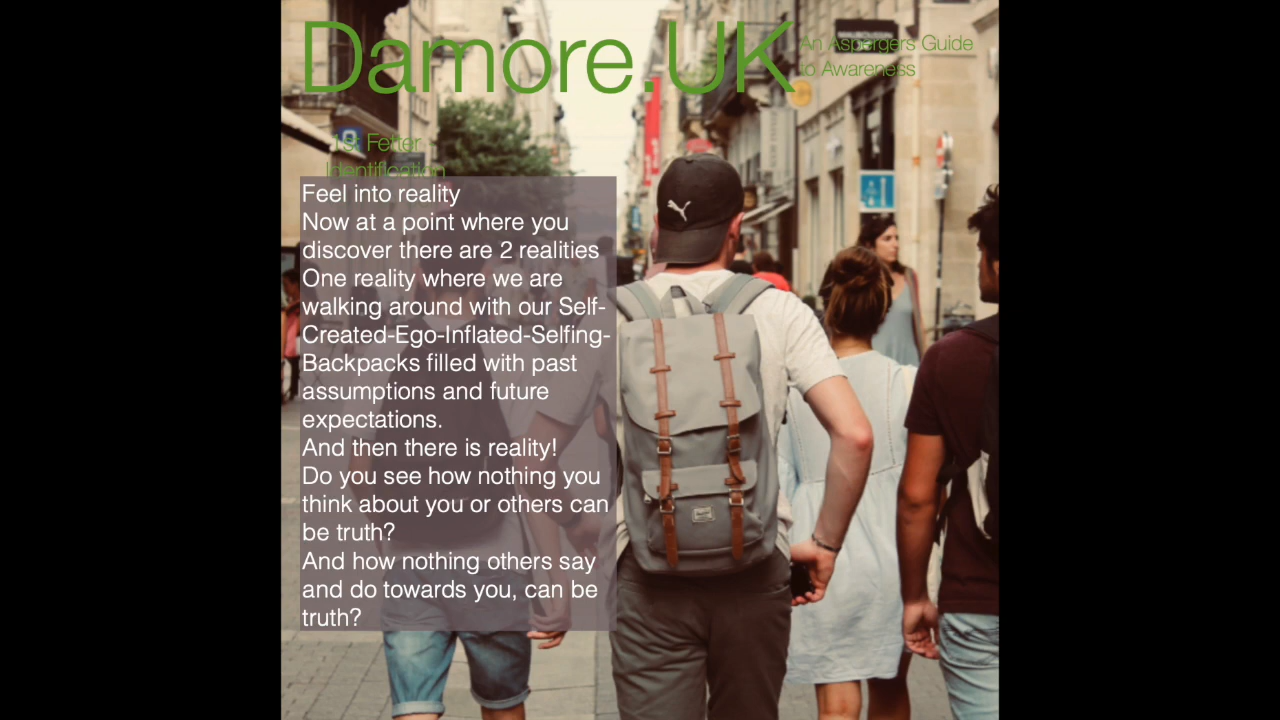 Damore.UK
An Aspergers Guide
to Awareness
1st Fetter
Identification
Feel into reality
Now at a point where you
discover there are 2 realities
One reality where we are
walking around with our Self-
Created-Ego-Inflated-Selfing-
Backpacks filled with past
assumptions and future
expectations.
And then there is reality!
Do you see how nothing you
think about you or others can
be truth?
And how nothing others say
and do towards you, can be
truth?